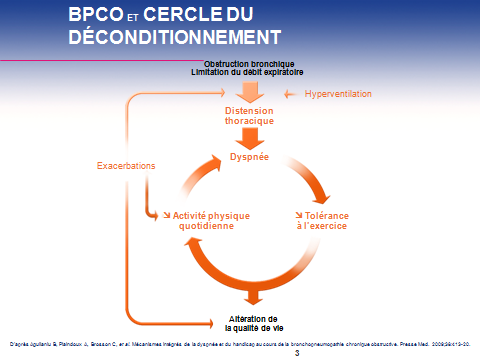 BPCO ET CERCLE DU
DÉCONDITIONNEMENT
Obstruction bronchique
Limitation du débit expiratoire
Hyperventilation
Distension
thoracique
Dyspnée
Exacerbations
↘ Activité physique
quotidienne
↘ Tolérance
à l'exercice
Altération de
la qualité de vie
D'après Aguilaniu B, Plaindoux A, Brosson C, et al. Mécanismes intégrés de la dyspnée et du handicap au cours de la bronchopneumopathie chronique obstructive. Presse Med. 2009;38:413-20.
3